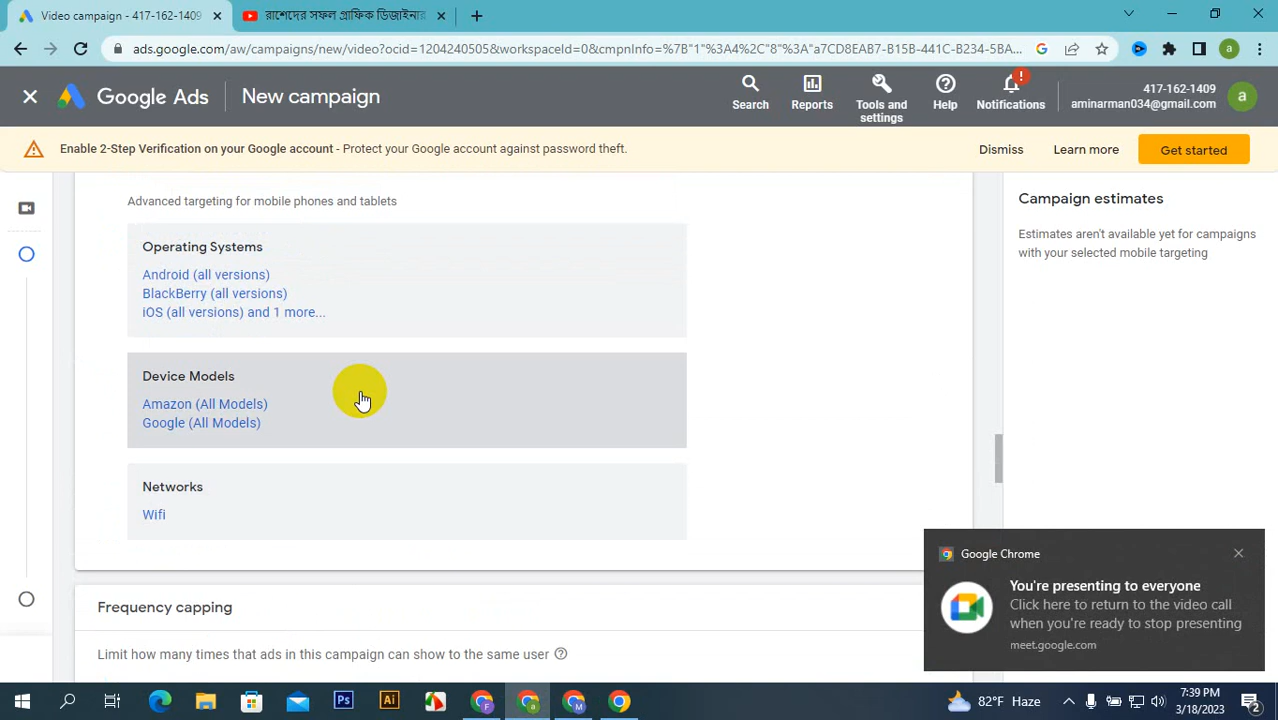 Video campaign - 417-162-1409
রাশেদের সফল গ্রাফিক ডিজাইনার
ads.google.com/aw/campaigns/new/video?ocid=1204240505&workspaceId=0&cmpnInfo=%7B"1"%3A4%2C"8"%3A"a7CD8EAB7-B15B-441C-B234-5BA...
Google Ads
New campaign
Search
Reports
Tools and settings
Help
Notifications
417-162-1409
aminarman034@gmail.com
a
Enable 2-Step Verification on your Google account - Protect your Google account against password theft.
Dismiss
Learn more
Get started
Advanced targeting for mobile phones and tablets
Operating Systems
Android (all versions)
BlackBerry (all versions)
iOS (all versions) and 1 more...
Device Models
Amazon (All Models)
Google (All Models)
Networks
Wifi
Frequency capping
Limit how many times that ads in this campaign can show to the same user
Campaign estimates
Estimates aren't available yet for campaigns
with your selected mobile targeting
Google Chrome
You're presenting to everyone
Click here to return to the video call
when you're ready to stop presenting
meet.google.com
82°F Haze
7:39 PM
3/18/2023
2